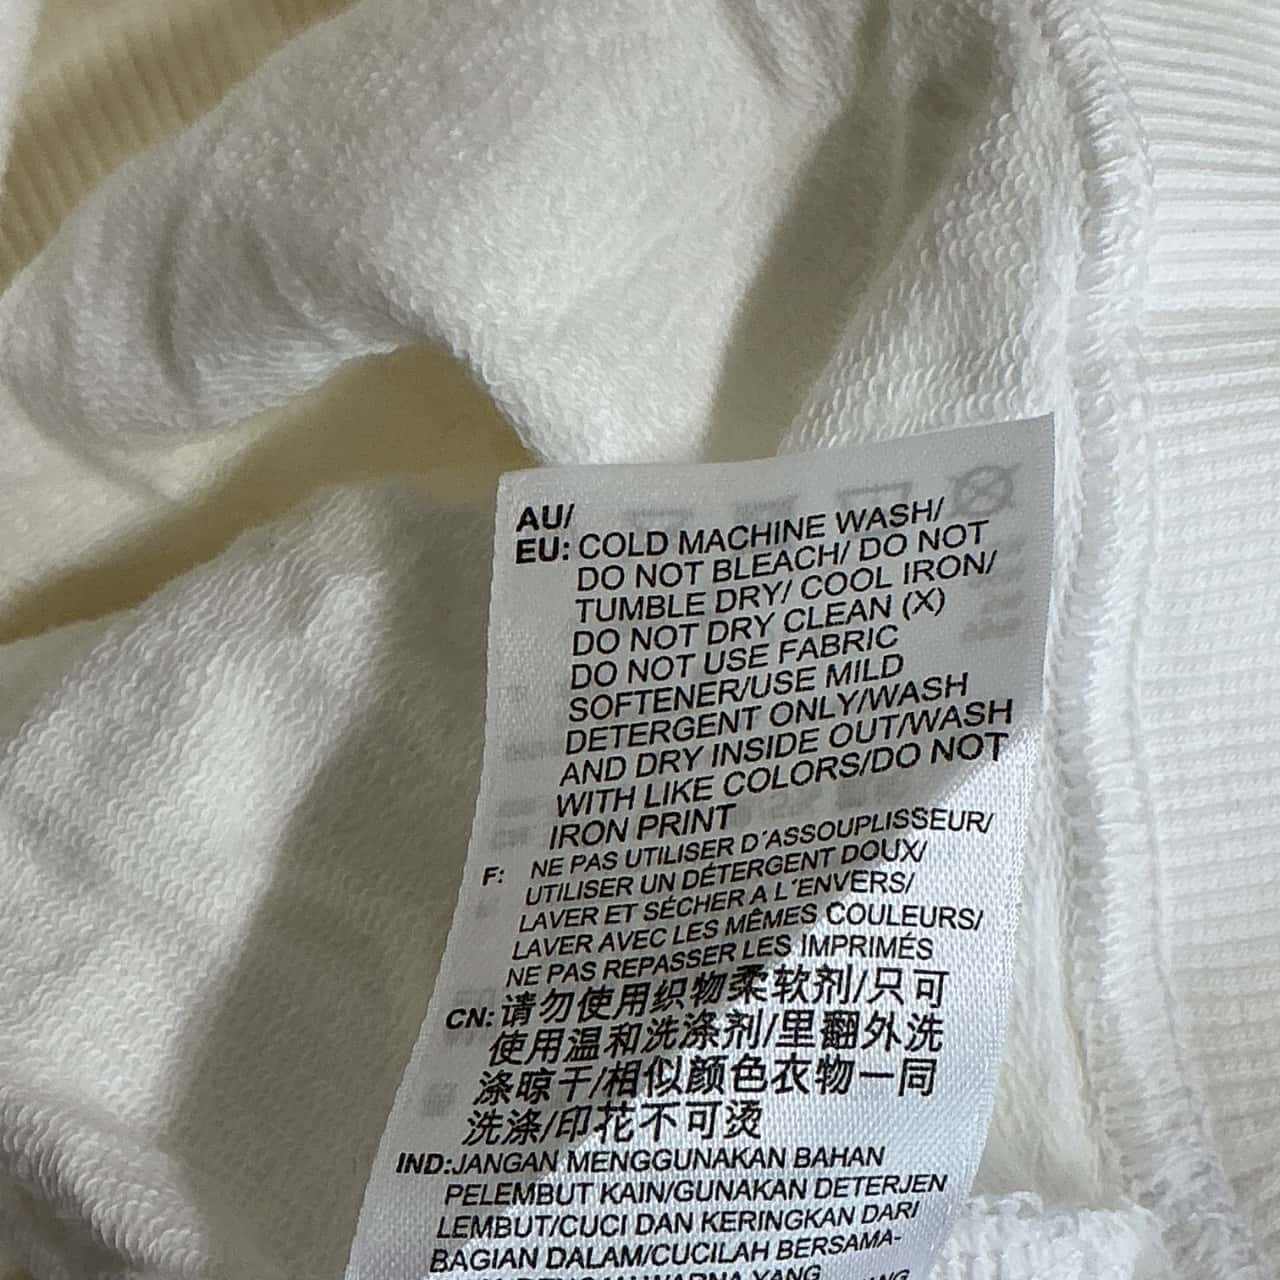 AU/
EU: COLD MACHINE WASH/
DO NOT BLEACH/ DO NOT
TUMBLE DRY/ COOL IRON/
DO NOT DRY CLEAN (X)
DO NOT USE FABRIC
SOFTENER/USE MILD
DETERGENT ONLY/WASH
AND DRY INSIDE OUT/WASH
WITH LIKE COLORS/DO NOT
IRON PRINT
F: NE PAS UTILISER D´ASSOUPLISSEUR/
UTILISER UN DÉTERGENT DOUX/
LAVER ET SÉCHER A L´ENVERS/
LAVER AVEC LES MÊMES COULEURS/
NE PAS REPASSER LES IMPRIMÉS
CN: 请勿使用织物柔软剂/只可
使用温和洗涤剂/里翻外洗
涤晾干/相似颜色衣物一同
洗涤/印花不可烫
IND:JANGAN MENGGUNAKAN BAHAN
PELEMBUT KAIN/GUNAKAN DETERJEN
LEMBUT/CUCI DAN KERINGKAN DARI
BAGIAN DALAM/CUCILAH BERSAMA-
WARNA YANG